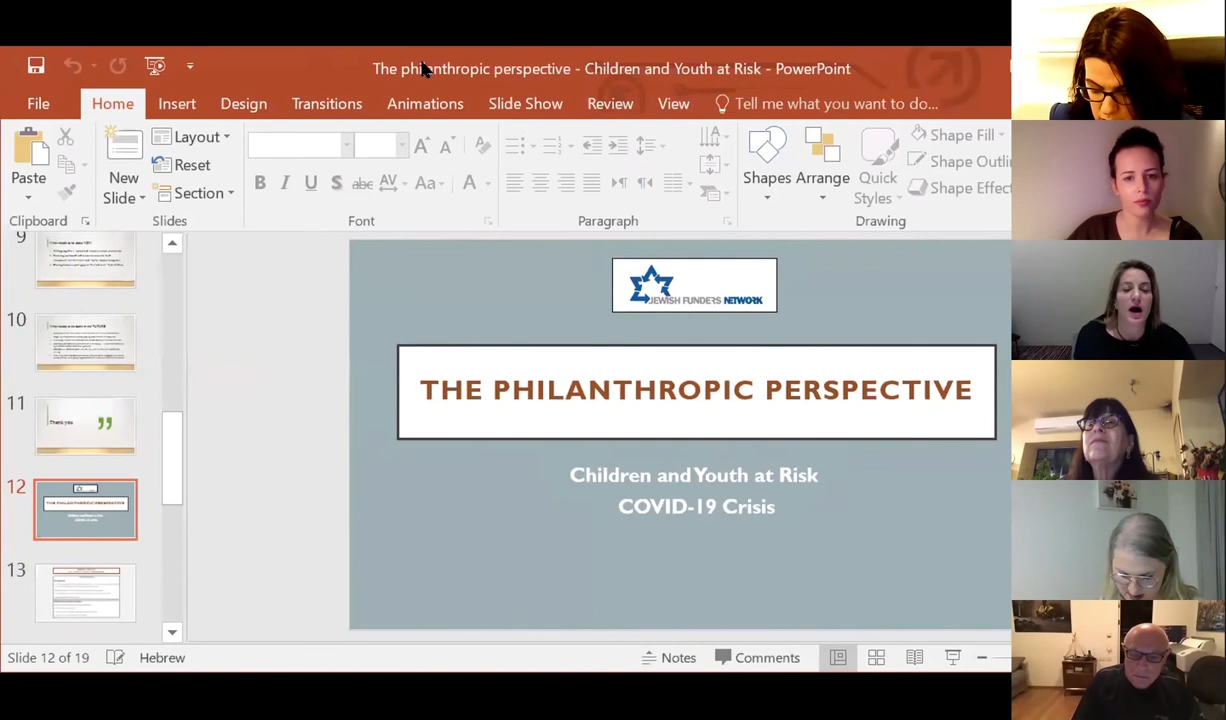 The philanthropic perspective - Children and Youth at Risk - PowerPoint
File Home Insert Design Transitions Animations Slide Show Review View Tell me what you want to do...
Paste
Clipboard
New
Slide
Layout
Reset
Section
Slides
Font
Paragraph
Shapes Arrange Quick
Styles
Shape Fill
Shape Outli
Shape Effec
Drawing
9
10
11
Thank you
12
13
JEWISH FUNDERS NETWORK
THE PHILANTHROPIC PERSPECTIVE
Children and Youth at Risk
COVID-19 Crisis
Slide 12 of 19 Hebrew Notes Comments